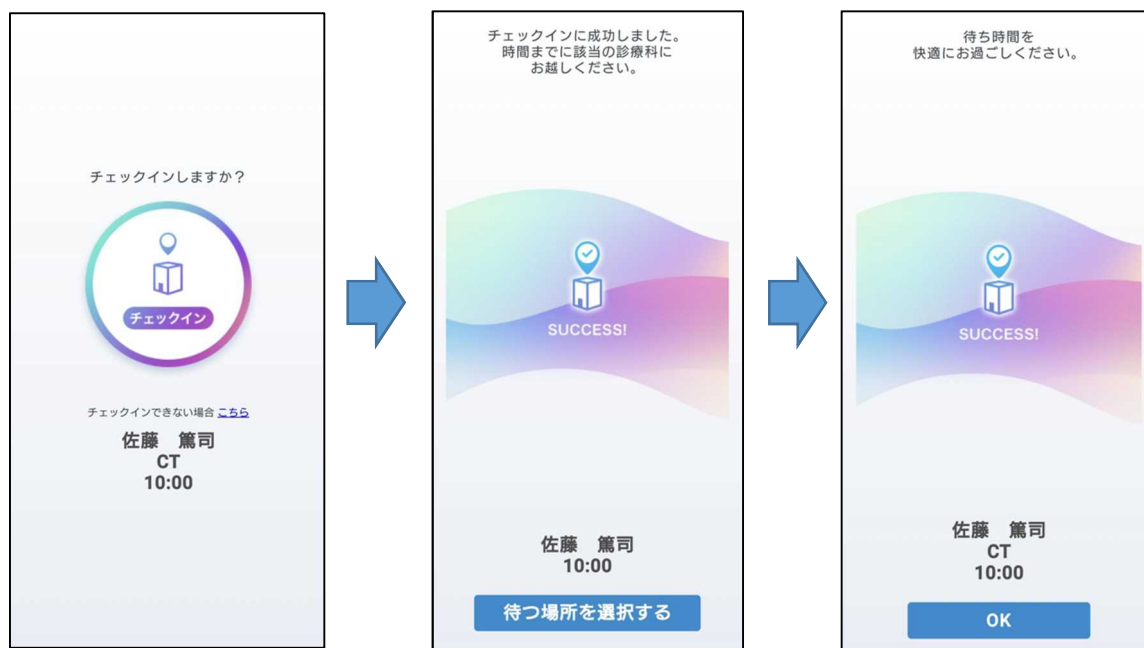 チェックインしますか？
チェックイン
チェックインできない場合 こちら
佐藤　篤司
CT
10:00
チェックインに成功しました。
時間までに該当の診療科に
お越しください。
SUCCESS!
佐藤　篤司
10:00
待つ場所を選択する
待ち時間を
快適にお過ごしください。
SUCCESS!
佐藤　篤司
CT
10:00
OK